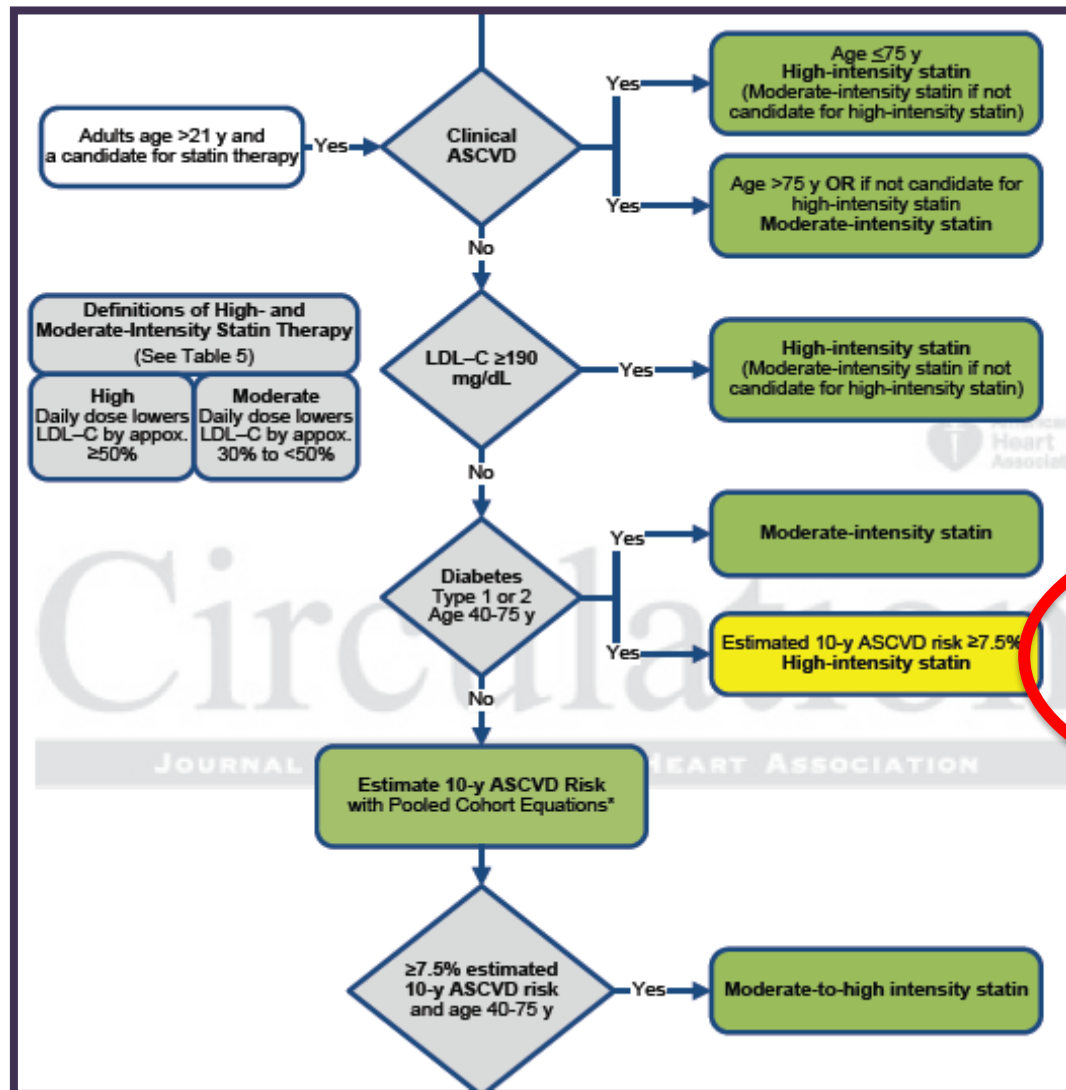 Age ≤75 y
High-intensity statin
(Moderate-intensity statin if not
candidate for high-intensity statin)
Yes
Adults age >21 y and
a candidate for statin therapy
Yes
Clinical
ASCVD
Yes
Age >75 y OR if not candidate for
high-intensity statin
Moderate-intensity statin
No
Definitions of High- and
Moderate-Intensity Statin Therapy
(See Table 5)
High
Daily dose lowers
LDL–C by appox.
≥50%
Moderate
Daily dose lowers
LDL–C by appox.
30% to <50%
LDL–C ≥190
mg/dL
Yes
High-intensity statin
(Moderate-intensity statin if not
candidate for high-intensity statin)
Heart
No
Yes
Moderate-intensity statin
Diabetes
Type 1 or 2
Age 40-75 y
Yes
Estimated 10-y ASCVD risk ≥7.5%
High-intensity statin
Circulation
No
JOURNAL HEART ASSOCIATION
Estimate 10-y ASCVD Risk
with Pooled Cohort Equations*
≥7.5% estimated
10-y ASCVD risk
and age 40-75 y
Yes
Moderate-to-high intensity statin